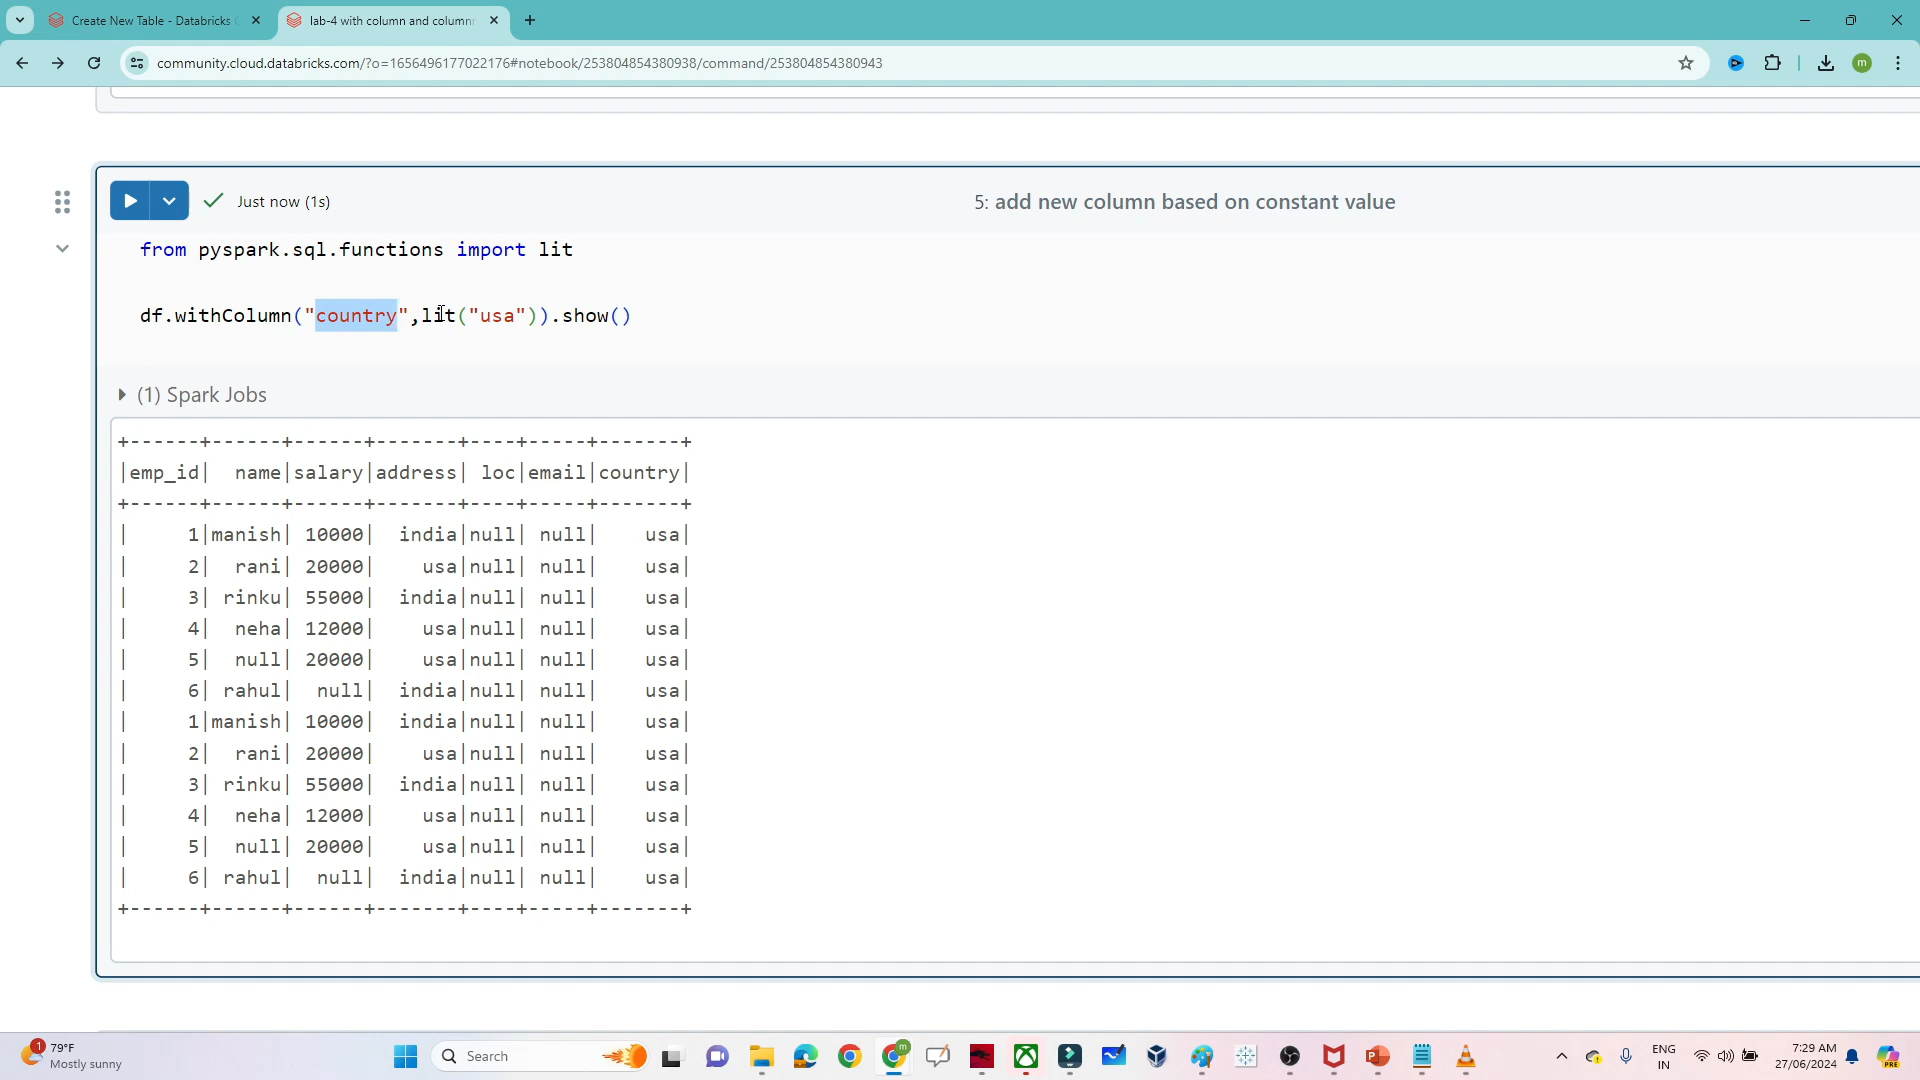 Create New Table - Databricks
lab-4 with column and column
community.cloud.databricks.com/?o=1656496177022176#notebook/253804854380938/command/253804854380943
m
Just now (1s)
5: add new column based on constant value
from pyspark.sql.functions import lit
df.withColumn("country",lit("usa")).show()
(1) Spark Jobs
+------+------+------+-------+----+-----+-------+
|emp_id|  name|salary|address| loc|email|country|
+------+------+------+-------+----+-----+-------+
|     1|manish| 10000|  india|null| null|    usa|
|     2|  rani| 20000|    usa|null| null|    usa|
|     3| rinku| 55000|  india|null| null|    usa|
|     4|  neha| 12000|    usa|null| null|    usa|
|     5|  null| 20000|    usa|null| null|    usa|
|     6| rahul|  null|  india|null| null|    usa|
|     1|manish| 10000|  india|null| null|    usa|
|     2|  rani| 20000|    usa|null| null|    usa|
|     3| rinku| 55000|  india|null| null|    usa|
|     4|  neha| 12000|    usa|null| null|    usa|
|     5|  null| 20000|    usa|null| null|    usa|
|     6| rahul|  null|  india|null| null|    usa|
+------+------+------+-------+----+-----+-------+
1
79°F
Mostly sunny
Search
m
ENG
IN
7:29 AM
27/06/2024
PRE